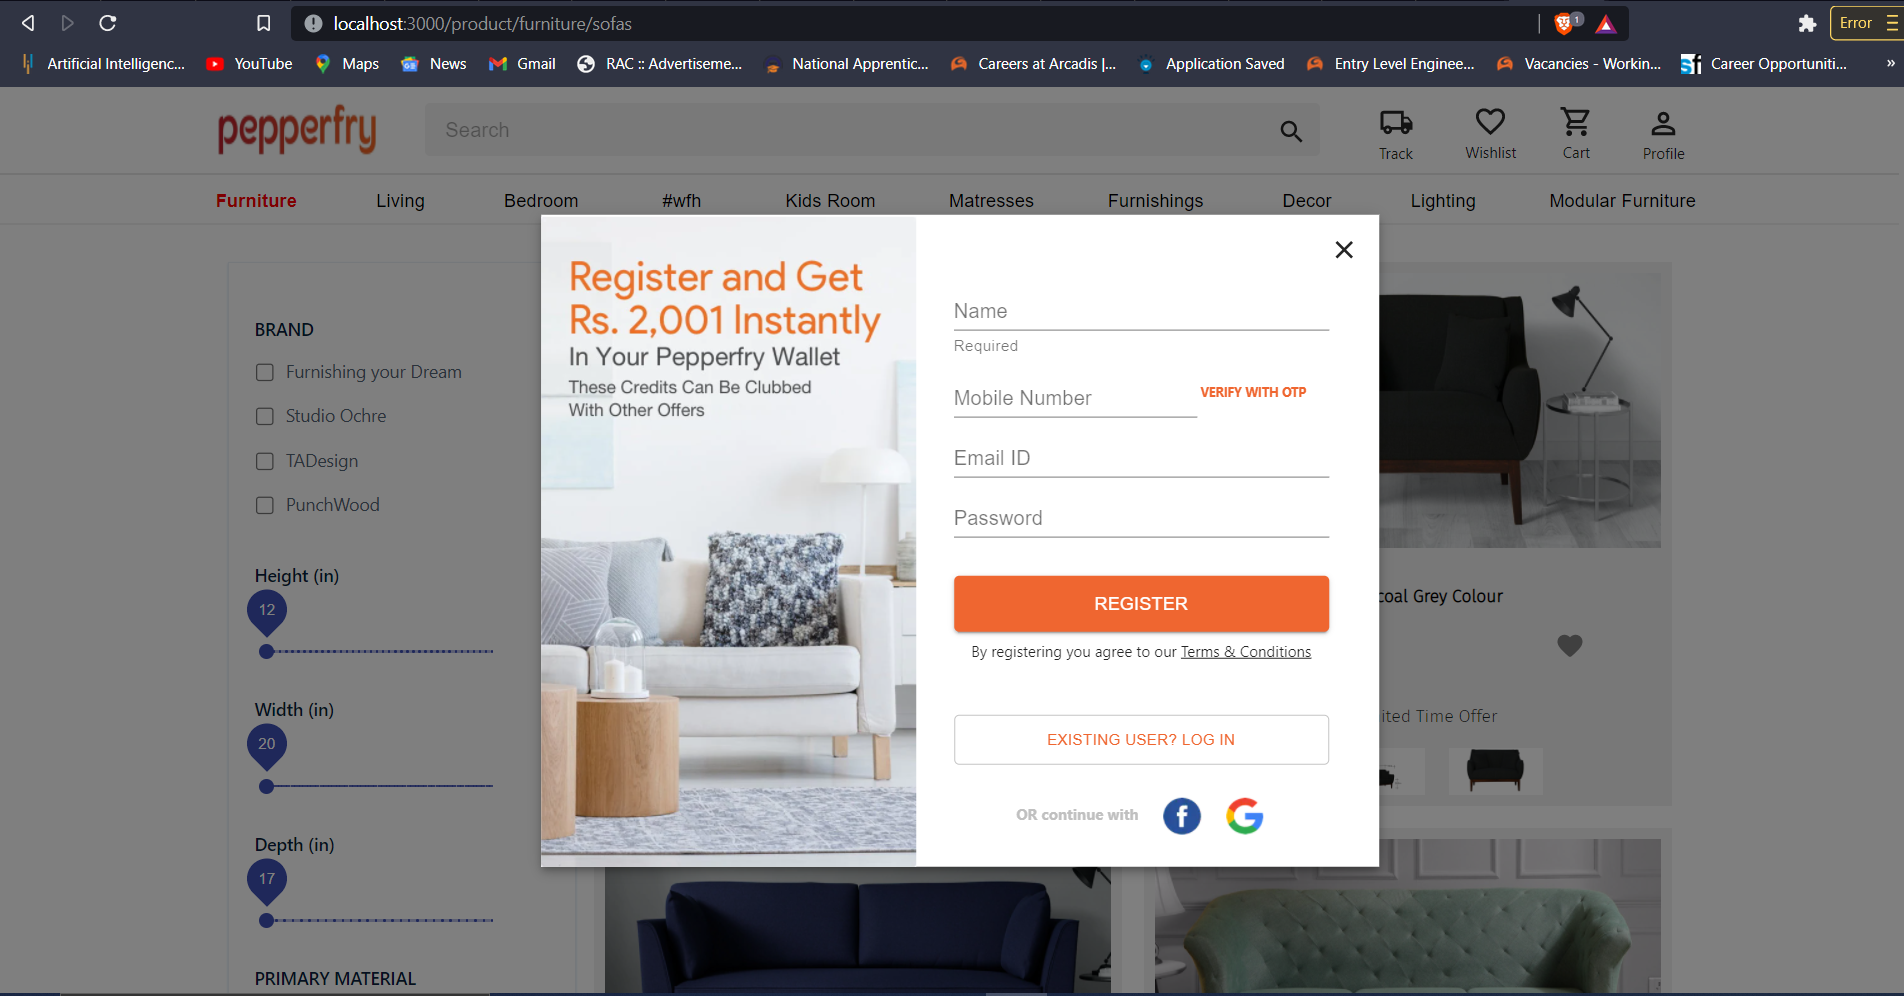 localhost:3000/product/furniture/sofas
1
Error
Artificial Intelligenc...
YouTube
Maps
News
Gmail
RAC :: Advertiseme...
National Apprentic...
Careers at Arcadis |...
Application Saved
Entry Level Enginee...
Vacancies - Workin...
Career Opportuniti...
»
pepperfry
Search
Track
Wishlist
Cart
Profile
Furniture
Living
Bedroom
#wfh
Kids Room
Matresses
Furnishings
Decor
Lighting
Modular Furniture
BRAND
Furnishing your Dream
Studio Ochre
TADesign
PunchWood
Height (in)
12
Width (in)
20
Depth (in)
17
PRIMARY MATERIAL
Register and Get
Rs. 2,001 Instantly
In Your Pepperfry Wallet
These Credits Can Be Clubbed
With Other Offers
Name
Required
Mobile Number
VERIFY WITH OTP
Email ID
Password
REGISTER
By registering you agree to our Terms & Conditions
EXISTING USER? LOG IN
OR continue with
coal Grey Colour
ited Time Offer